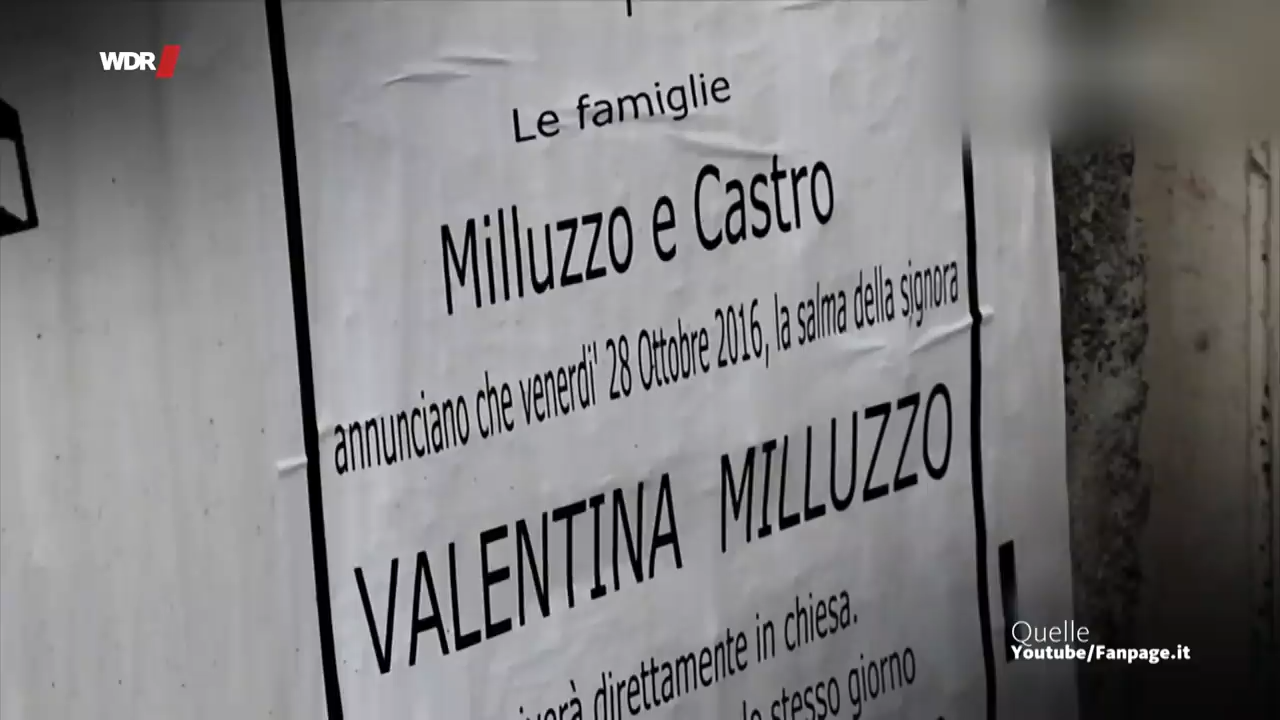 WDR
Le famiglie
Milluzzo e Castro
annunciano che venerdi' 28 Ottobre 2016, la salma della signora
VALENTINA MILLUZZO
direttamente in chiesa.
stesso giorno
Quelle
Youtube/Fanpage.it